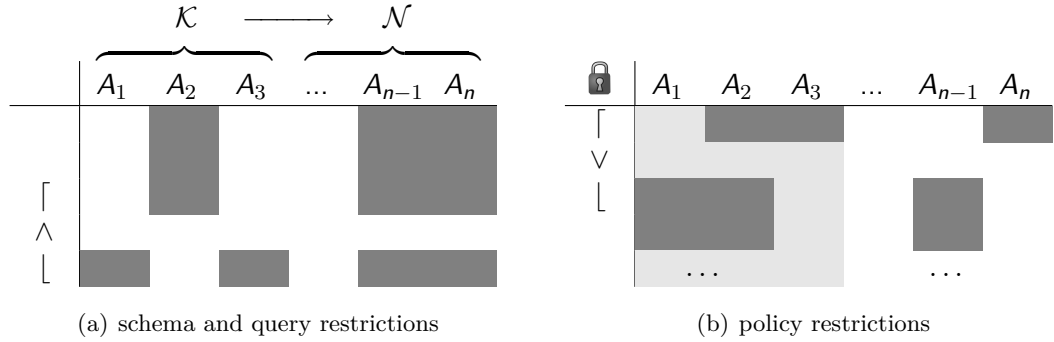 𝒦 ⟶ 𝒩
A₁ A₂ A₃ ... Aₙ₋₁ Aₙ
⌈
∧
⌊
(a) schema and query restrictions
🔒 A₁ A₂ A₃ ... Aₙ₋₁ Aₙ
⌈
∨
⌊
... ...
(b) policy restrictions